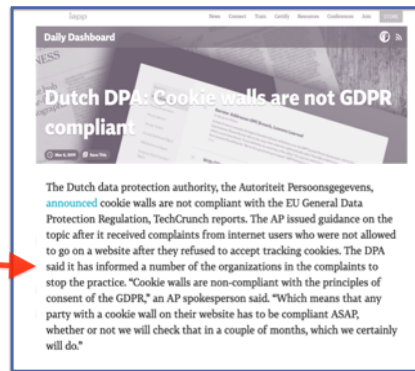 iapp
News Connect Train Certify Resources Conferences Join STORE
Daily Dashboard
Dutch DPA: Cookie walls are not GDPR
compliant
Mar 8, 2019 Save This
The Dutch data protection authority, the Autoriteit Persoonsgegevens,
announced cookie walls are not compliant with the EU General Data
Protection Regulation, TechCrunch reports. The AP issued guidance on the
topic after it received complaints from internet users who were not allowed
to go on a website after they refused to accept tracking cookies. The DPA
said it has informed a number of the organizations in the complaints to
stop the practice. “Cookie walls are non-compliant with the principles of
consent of the GDPR,” an AP spokesperson said. “Which means that any
party with a cookie wall on their website has to be compliant ASAP,
whether or not we will check that in a couple of months, which we certainly
will do.”